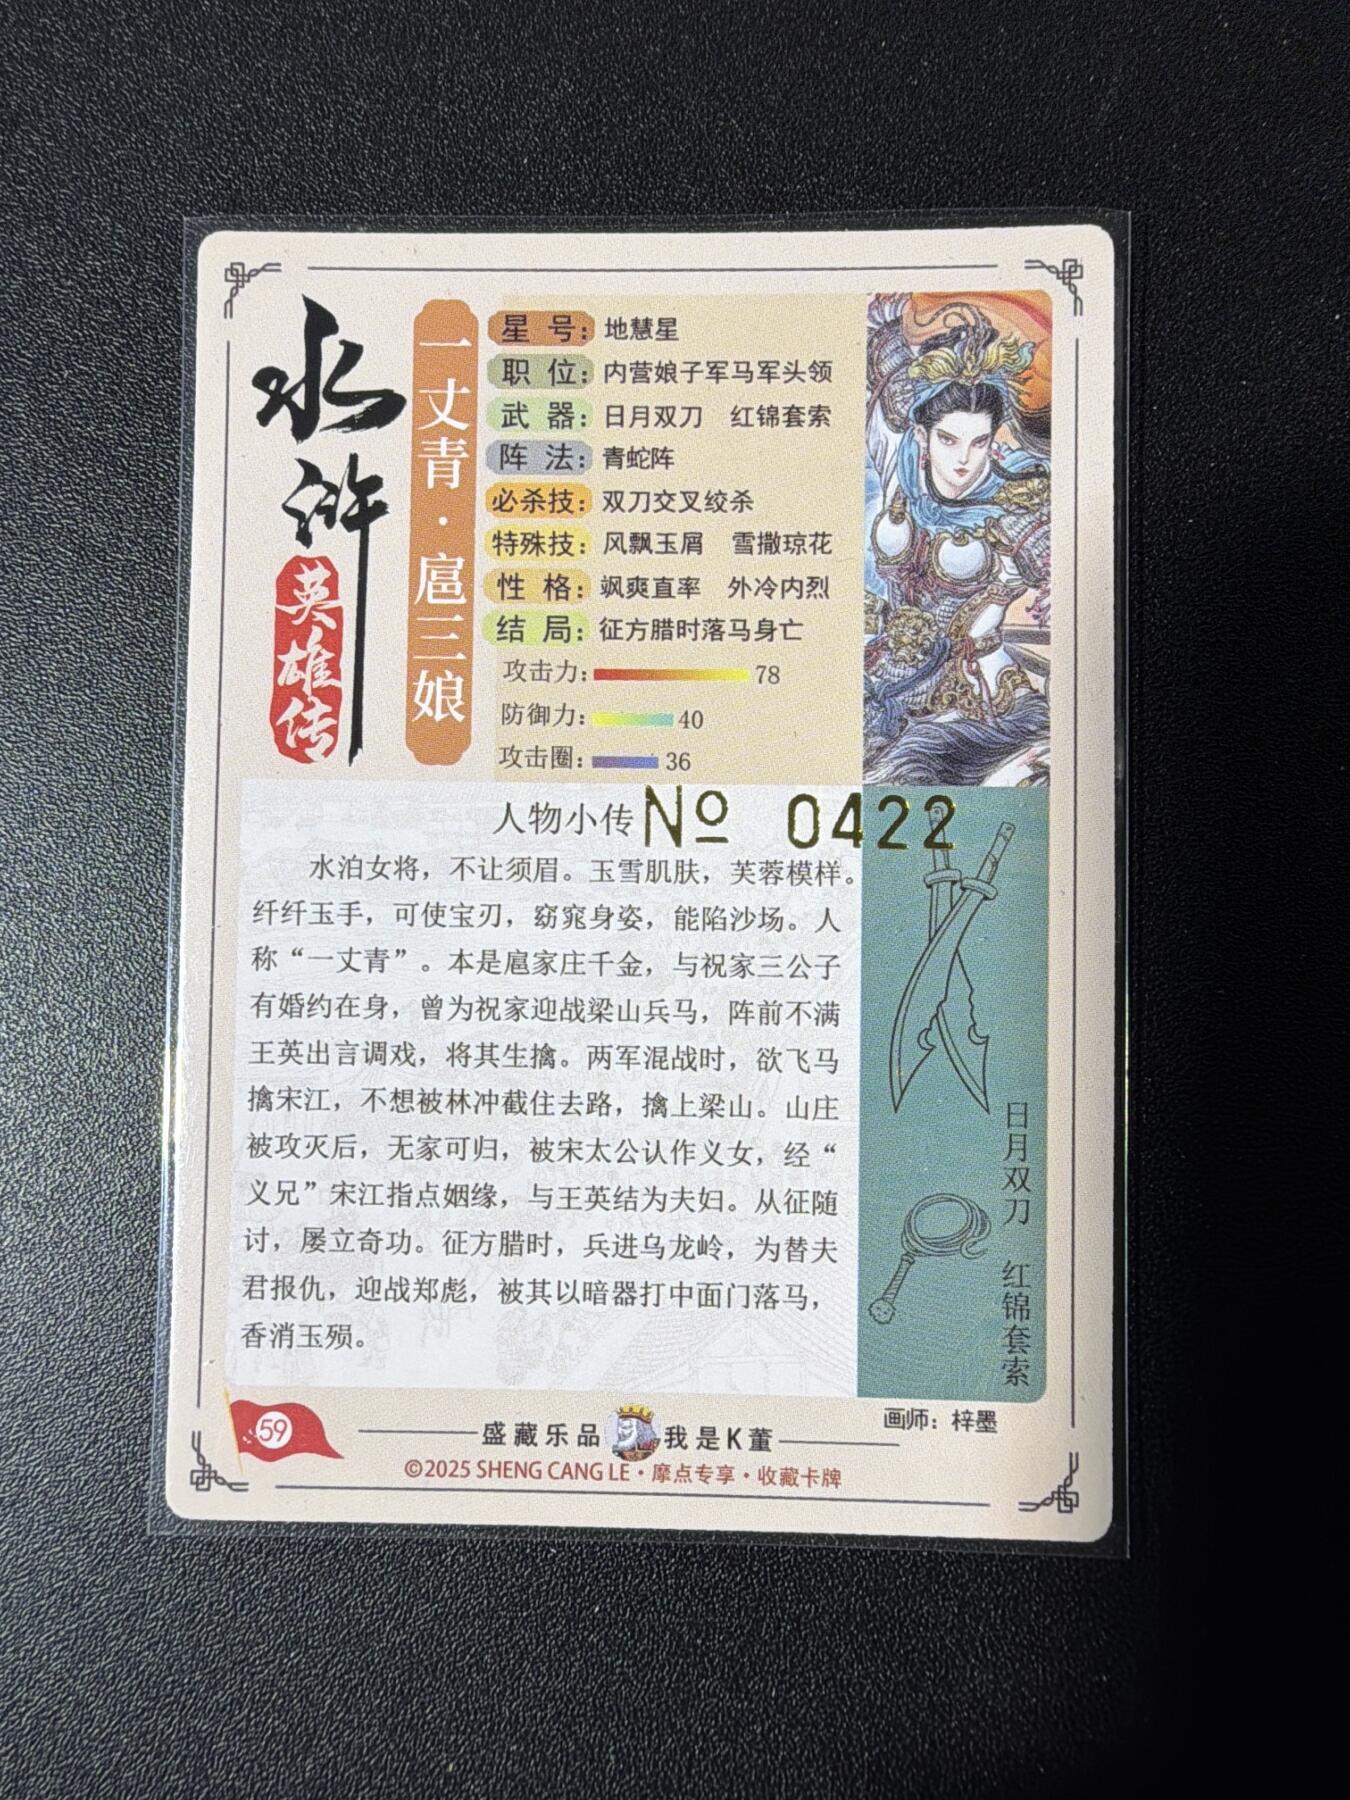 水浒
英雄传
一丈青·扈三娘
星号：地慧星
职位：内营娘子军马军头领
武器：日月双刀 红锦套索
阵法：青蛇阵
必杀技：双刀交叉绞杀
特殊技：风飘玉屑 雪撒琼花
性格：飒爽直率 外冷内烈
结局：征方腊时落马身亡
攻击力：78
防御力：40
攻击圈：36
人物小传
No 0422
水泊女将，不让须眉。玉雪肌肤，芙蓉模样。
纤纤玉手，可使宝刃，窈窕身姿，能陷沙场。人
称“一丈青”。本是扈家庄千金，与祝家三公子
有婚约在身，曾为祝家迎战梁山兵马，阵前不满
王英出言调戏，将其生擒。两军混战时，欲飞马
擒宋江，不想被林冲截住去路，擒上梁山。山庄
被攻灭后，无家可归，被宋太公认作义女，经“
义兄”宋江指点姻缘，与王英结为夫妇。从征随
讨，屡立奇功。征方腊时，兵进乌龙岭，为替夫
君报仇，迎战郑彪，被其以暗器打中面门落马，
香消玉殒。
日月双刀 红锦套索
画师：梓墨
59
盛藏乐品 我是K董
©2025 SHENG CANG LE·摩点专享·收藏卡牌